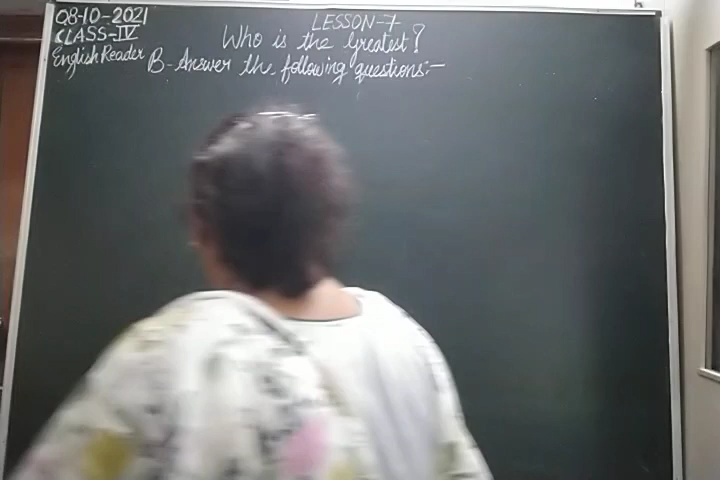 08-10-2021
CLASS-IV
English Reader
LESSON-7
Who is the Greatest?
B- Answer the following questions:-